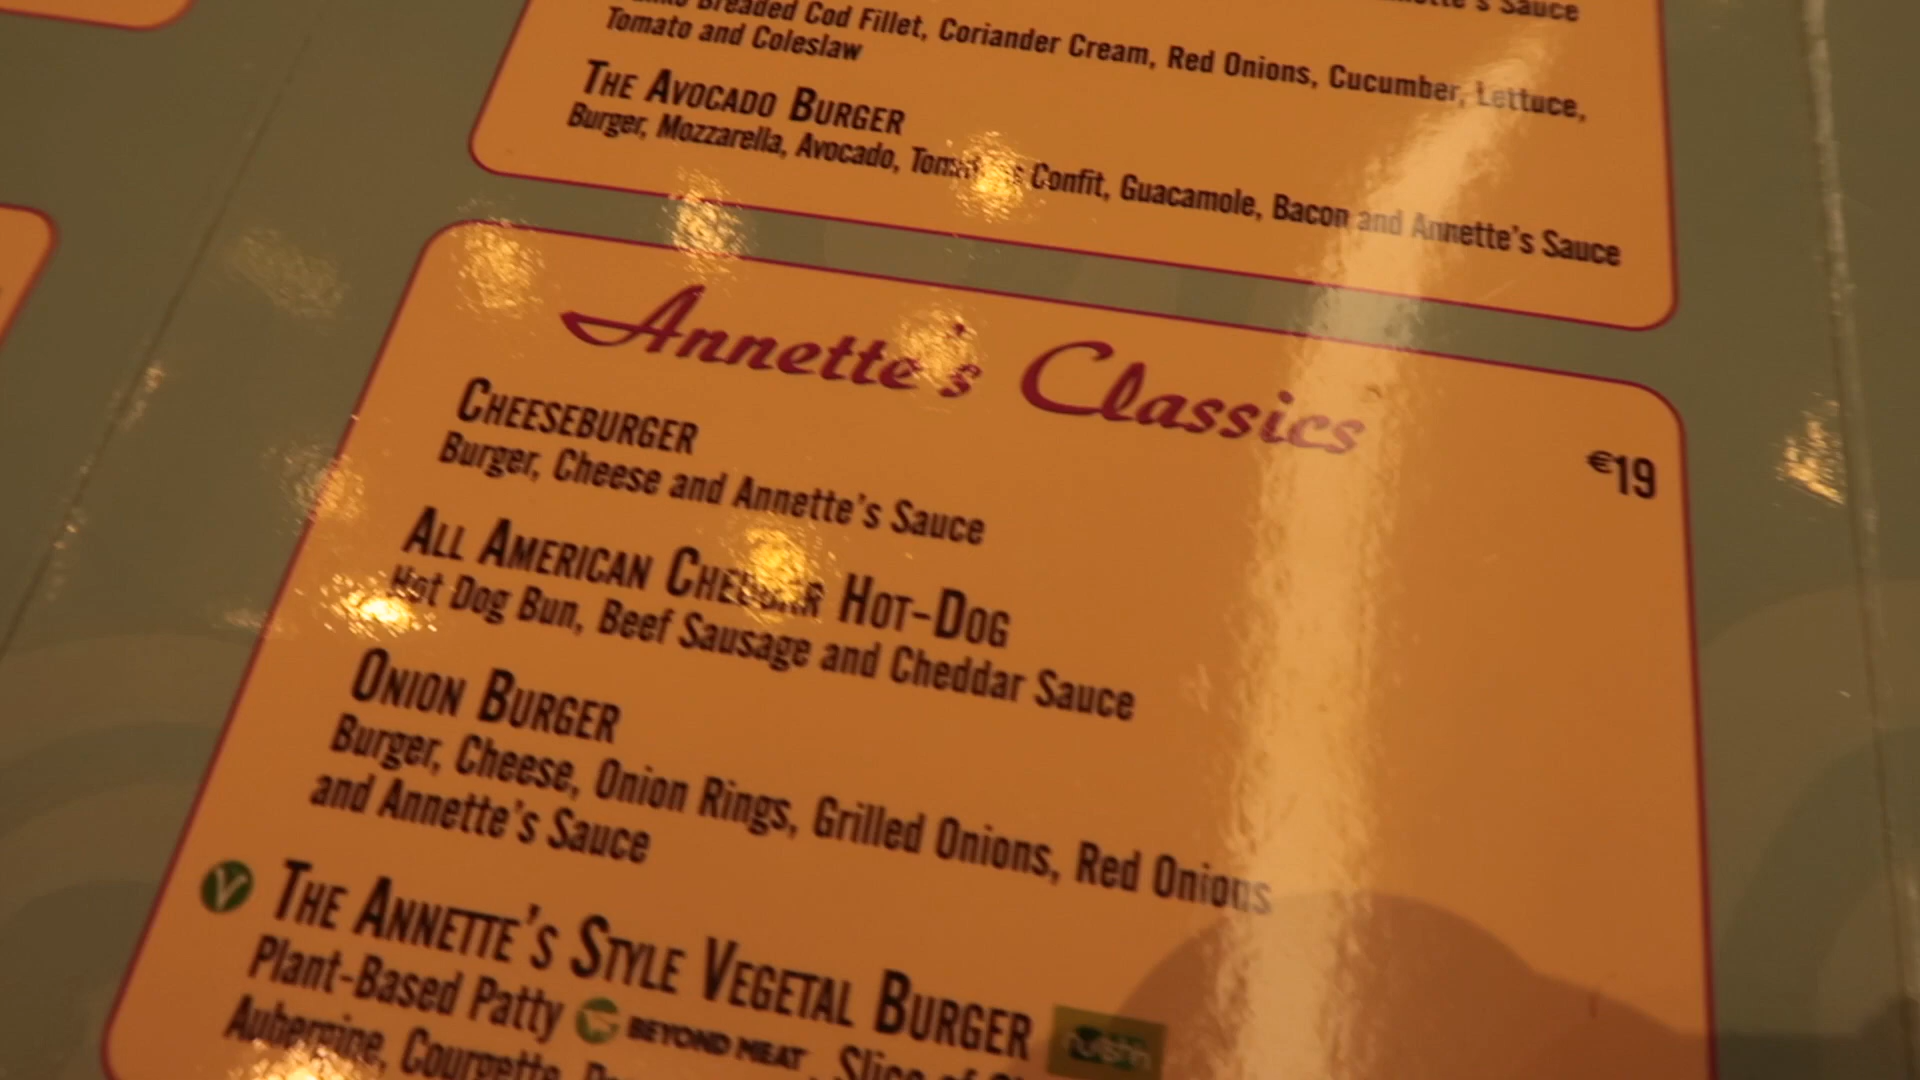 Sauce
Breaded Cod Fillet, Coriander Cream, Red Onions, Cucumber, Lettuce,
Tomato and Coleslaw
THE AVOCADO BURGER
Burger, Mozzarella, Avocado, Confit, Guacamole, Bacon and Annette's Sauce
Annette's Classics
€19
CHEESEBURGER
Burger, Cheese and Annette's Sauce
ALL AMERICAN CHEDDAR HOT-DOG
Hot Dog Bun, Beef Sausage and Cheddar Sauce
ONION BURGER
Burger, Cheese, Onion Rings, Grilled Onions, Red Onions
and Annette's Sauce
THE ANNETTE'S STYLE VEGETAL BURGER
Plant-Based Patty BEYOND MEAT, Slice of
Aubergine, Courgette,